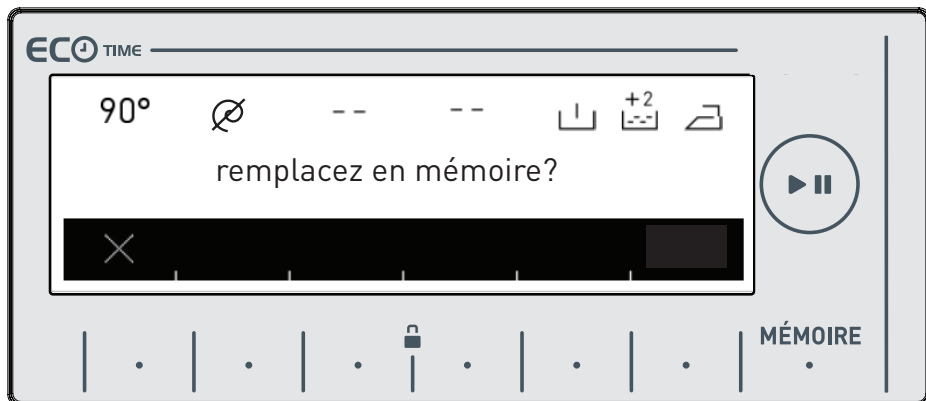 ECO TIME
90° -- -- +2
remplacez en mémoire?
MÉMOIRE